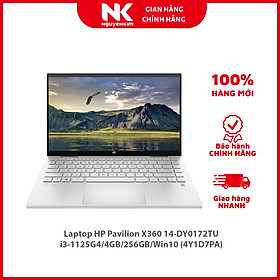 NK
NGUYENKIM
GIAN HÀNG
CHÍNH HÃNG
100%
HÀNG MỚI
Bảo hành
CHÍNH HÃNG
Giao hàng
NHANH
Laptop HP Pavilion X360 14-DY0172TU
i3-1125G4/4GB/256GB/Win10 (4Y1D7PA)